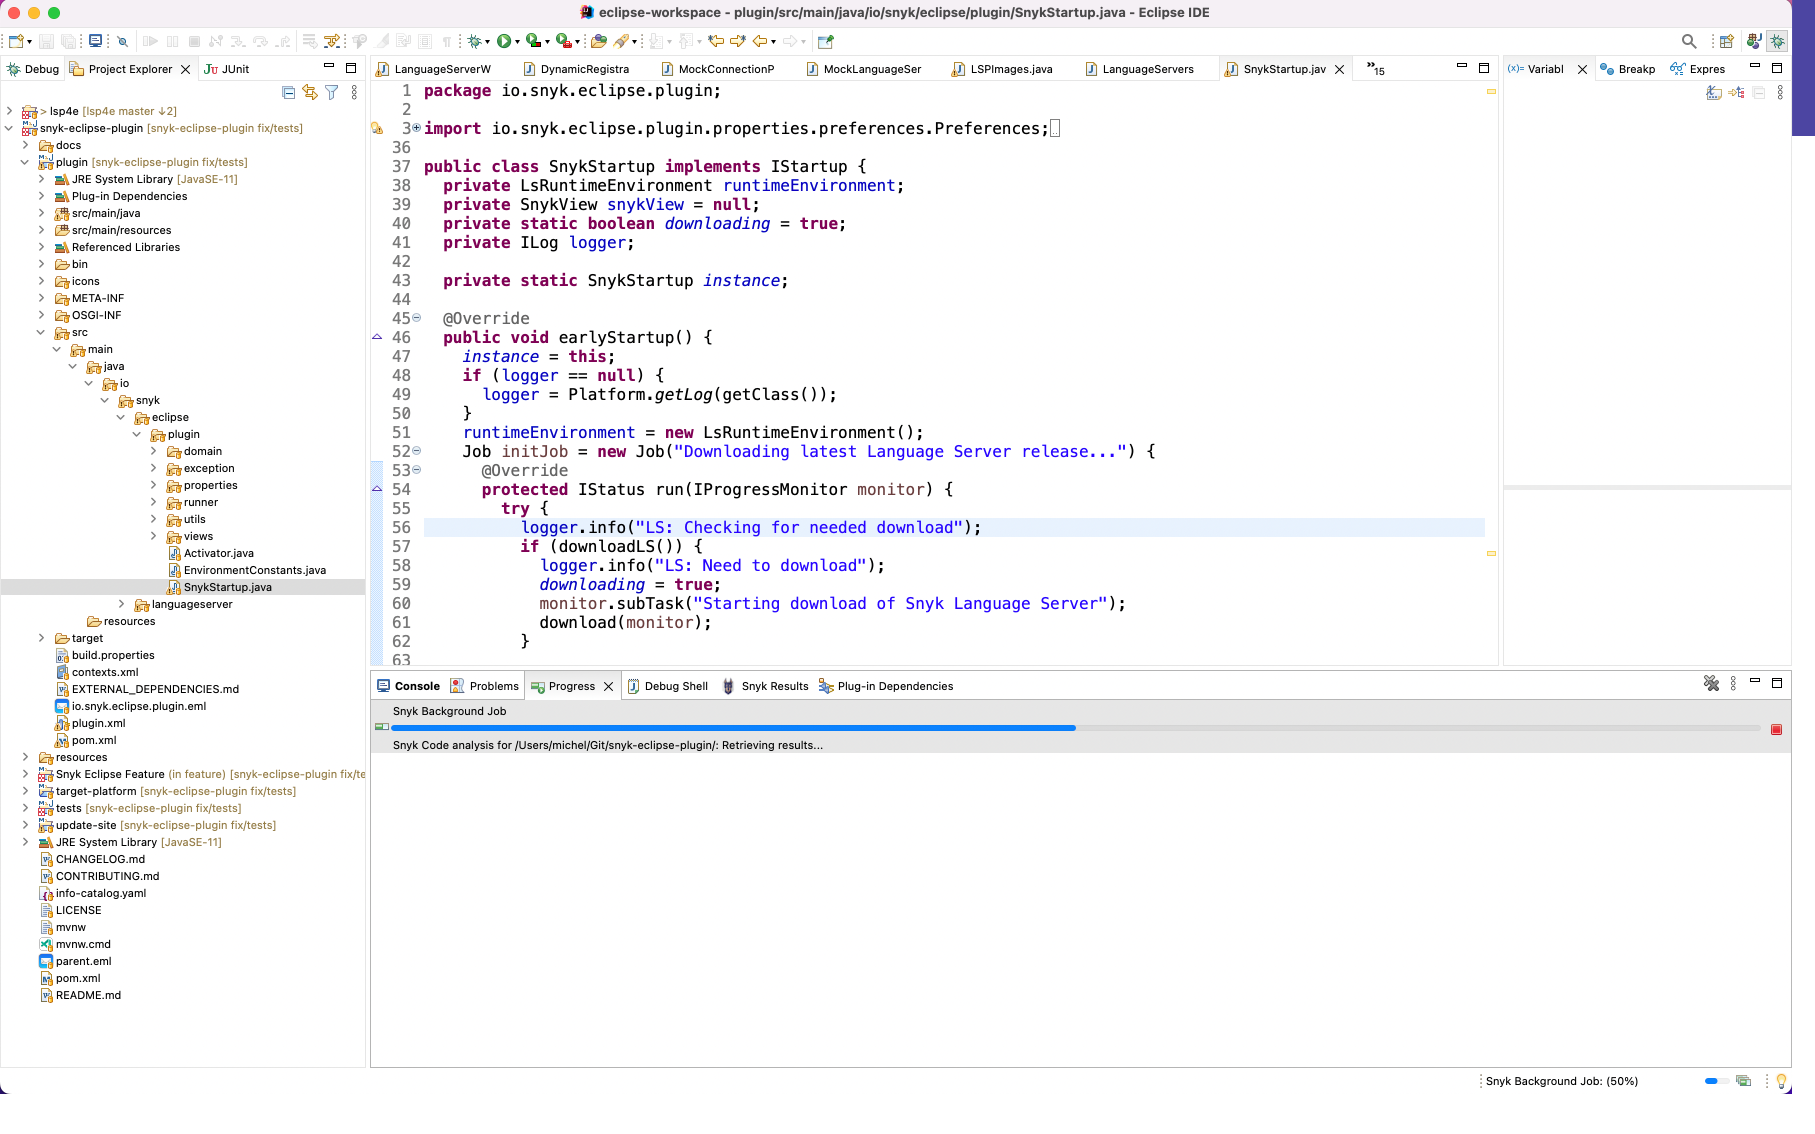 eclipse-workspace - plugin/src/main/java/io/snyk/eclipse/plugin/SnykStartup.java - Eclipse IDE
Debug
Project Explorer
JUnit
> lsp4e [lsp4e master ↓2]
snyk-eclipse-plugin [snyk-eclipse-plugin fix/tests]
docs
plugin [snyk-eclipse-plugin fix/tests]
JRE System Library [JavaSE-11]
Plug-in Dependencies
src/main/java
src/main/resources
Referenced Libraries
bin
icons
META-INF
OSGI-INF
src
main
java
io
snyk
eclipse
plugin
domain
exception
properties
runner
utils
views
Activator.java
EnvironmentConstants.java
SnykStartup.java
languageserver
resources
target
build.properties
contexts.xml
EXTERNAL_DEPENDENCIES.md
io.snyk.eclipse.plugin.eml
plugin.xml
pom.xml
resources
Snyk Eclipse Feature (in feature) [snyk-eclipse-plugin fix/te
target-platform [snyk-eclipse-plugin fix/tests]
tests [snyk-eclipse-plugin fix/tests]
update-site [snyk-eclipse-plugin fix/tests]
JRE System Library [JavaSE-11]
CHANGELOG.md
CONTRIBUTING.md
info-catalog.yaml
LICENSE
mvnw
mvnw.cmd
parent.eml
pom.xml
README.md
LanguageServerW
DynamicRegistra
MockConnectionP
MockLanguageSer
LSPImages.java
LanguageServers
SnykStartup.jav
»15
1 package io.snyk.eclipse.plugin;
2
3 import io.snyk.eclipse.plugin.properties.preferences.Preferences;
36
37 public class SnykStartup implements IStartup {
38 private LsRuntimeEnvironment runtimeEnvironment;
39 private SnykView snykView = null;
40 private static boolean downloading = true;
41 private ILog logger;
42
43 private static SnykStartup instance;
44
45 @Override
46 public void earlyStartup() {
47 instance = this;
48 if (logger == null) {
49 logger = Platform.getLog(getClass());
50 }
51 runtimeEnvironment = new LsRuntimeEnvironment();
52 Job initJob = new Job("Downloading latest Language Server release...") {
53 @Override
54 protected IStatus run(IProgressMonitor monitor) {
55 try {
56 logger.info("LS: Checking for needed download");
57 if (downloadLS()) {
58 logger.info("LS: Need to download");
59 downloading = true;
60 monitor.subTask("Starting download of Snyk Language Server");
61 download(monitor);
62 }
63
(x)= Variabl
Breakp
Expres
Console
Problems
Progress
Debug Shell
Snyk Results
Plug-in Dependencies
Snyk Background Job
Snyk Code analysis for /Users/michel/Git/snyk-eclipse-plugin/: Retrieving results...
Snyk Background Job: (50%)